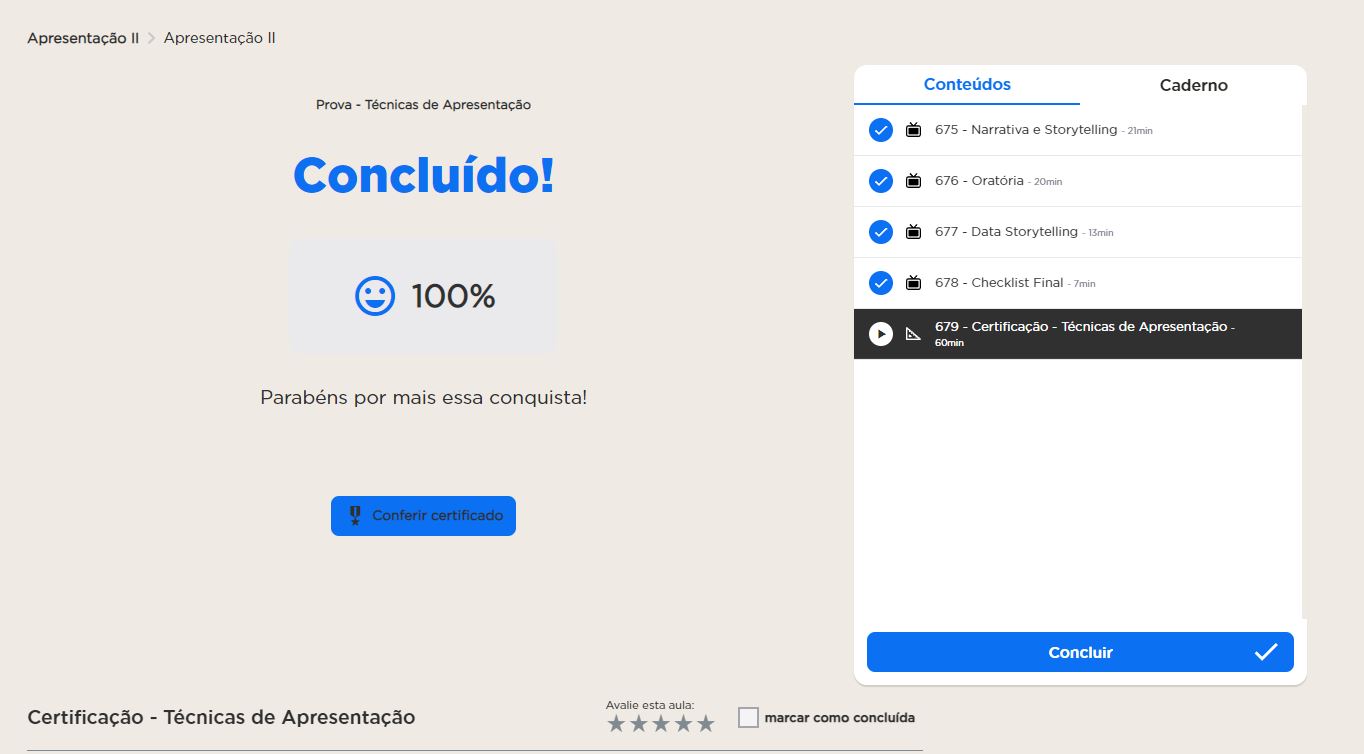 Apresentação II > Apresentação II
Prova - Técnicas de Apresentação
Concluído!
100%
Parabéns por mais essa conquista!
Conferir certificado
Conteúdos
Caderno
675 - Narrativa e Storytelling - 21min
676 - Oratória - 20min
677 - Data Storytelling - 13min
678 - Checklist Final - 7min
679 - Certificação - Técnicas de Apresentação -
60min
Concluir
Certificação - Técnicas de Apresentação
Avalie esta aula:
marcar como concluída